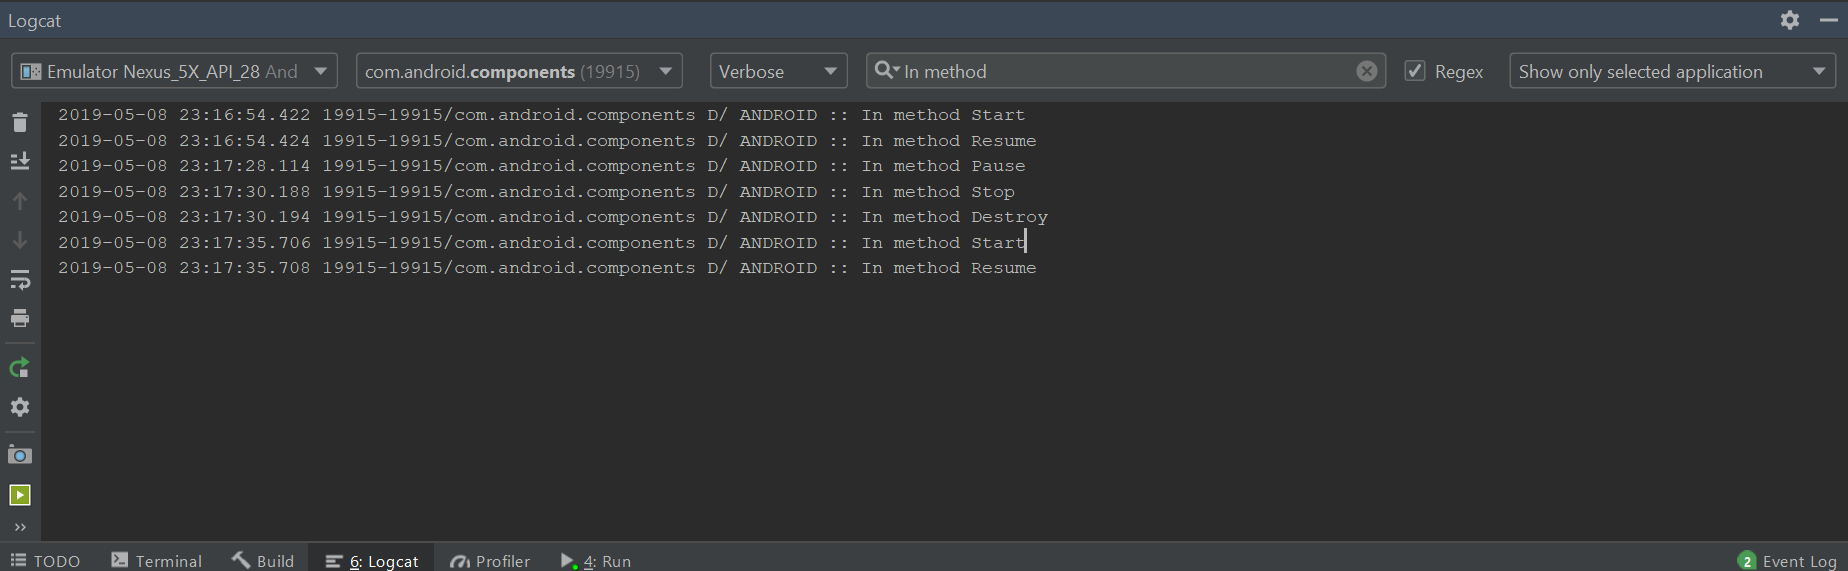 Logcat
Emulator Nexus_5X_API_28 And com.android.components (19915) Verbose In method Regex Show only selected application
2019-05-08 23:16:54.422 19915-19915/com.android.components D/ ANDROID :: In method Start
2019-05-08 23:16:54.424 19915-19915/com.android.components D/ ANDROID :: In method Resume
2019-05-08 23:17:28.114 19915-19915/com.android.components D/ ANDROID :: In method Pause
2019-05-08 23:17:30.188 19915-19915/com.android.components D/ ANDROID :: In method Stop
2019-05-08 23:17:30.194 19915-19915/com.android.components D/ ANDROID :: In method Destroy
2019-05-08 23:17:35.706 19915-19915/com.android.components D/ ANDROID :: In method Start
2019-05-08 23:17:35.708 19915-19915/com.android.components D/ ANDROID :: In method Resume
TODO Terminal Build 6: Logcat Profiler 4: Run 2 Event Log